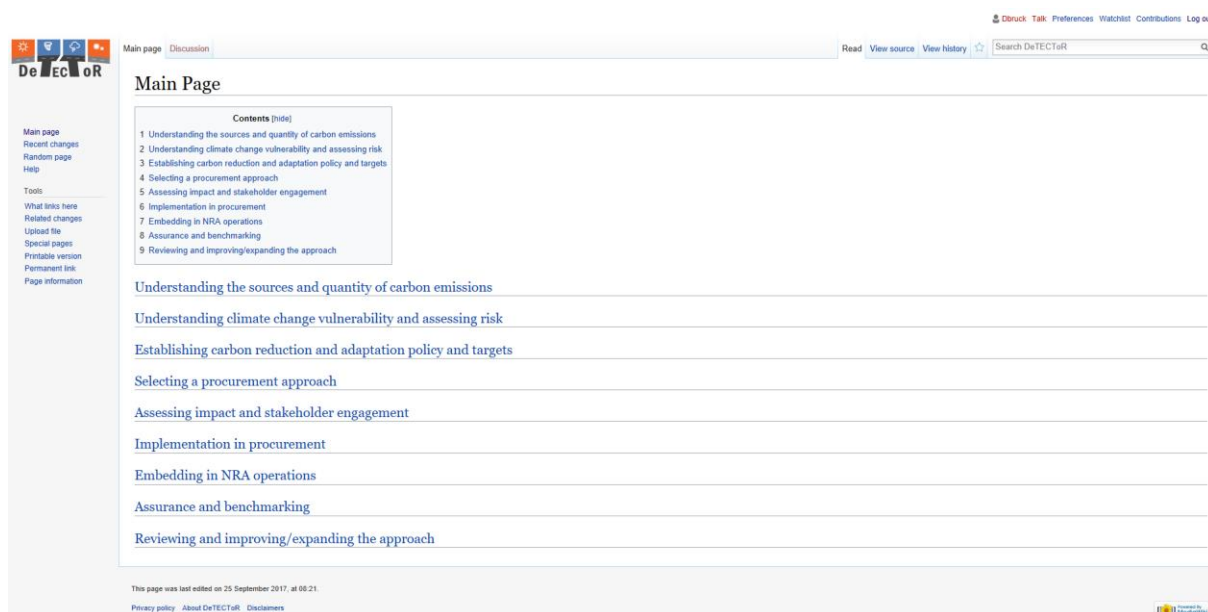 Dbruck Talk Preferences Watchlist Contributions Log ou
DeTECToR
Main page Discussion
Read View source View history Search DeTECToR
Main Page
Main page
Recent changes
Random page
Help
Tools
What links here
Related changes
Upload file
Special pages
Printable version
Permanent link
Page information
Contents [hide]
1 Understanding the sources and quantity of carbon emissions
2 Understanding climate change vulnerability and assessing risk
3 Establishing carbon reduction and adaptation policy and targets
4 Selecting a procurement approach
5 Assessing impact and stakeholder engagement
6 Implementation in procurement
7 Embedding in NRA operations
8 Assurance and benchmarking
9 Reviewing and improving/expanding the approach
Understanding the sources and quantity of carbon emissions
Understanding climate change vulnerability and assessing risk
Establishing carbon reduction and adaptation policy and targets
Selecting a procurement approach
Assessing impact and stakeholder engagement
Implementation in procurement
Embedding in NRA operations
Assurance and benchmarking
Reviewing and improving/expanding the approach
This page was last edited on 25 September 2017, at 08:21.
Privacy policy About DeTECToR Disclaimers